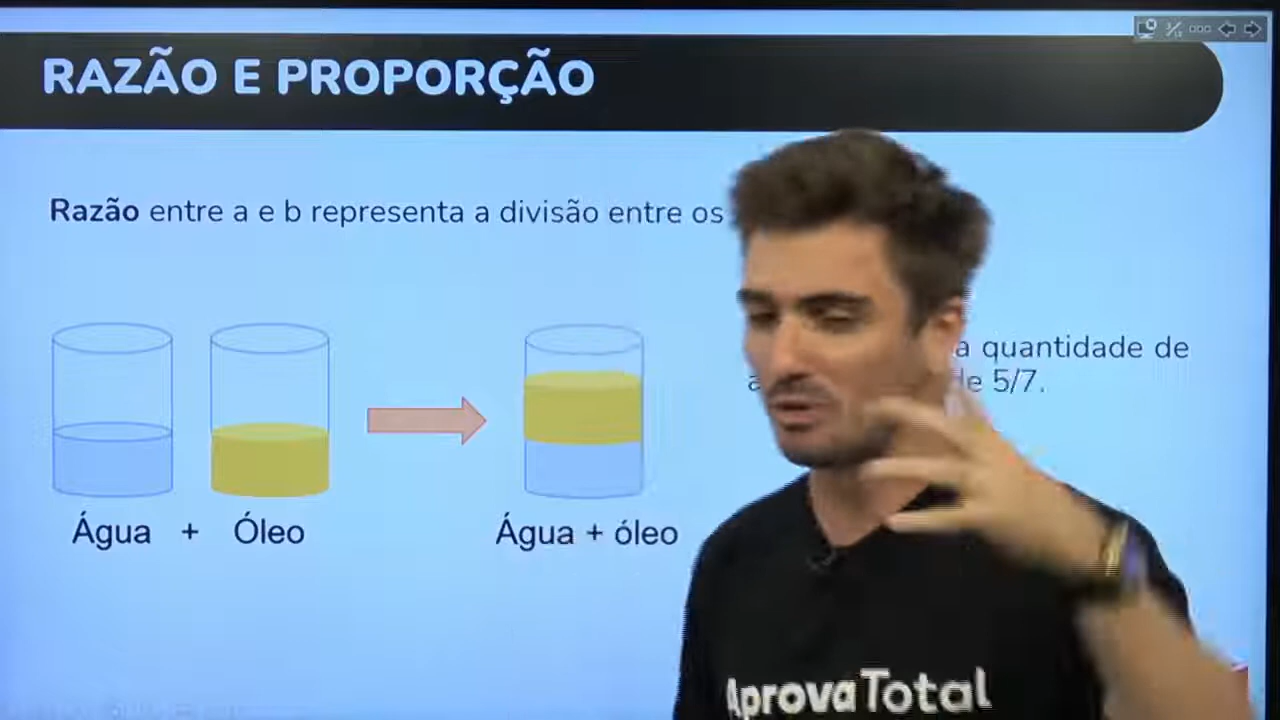 RAZÃO E PROPORÇÃO
Razão entre a e b representa a divisão entre os
a quantidade de
a
de 5/7.
Água + Óleo
Água + óleo
AprovaTotal